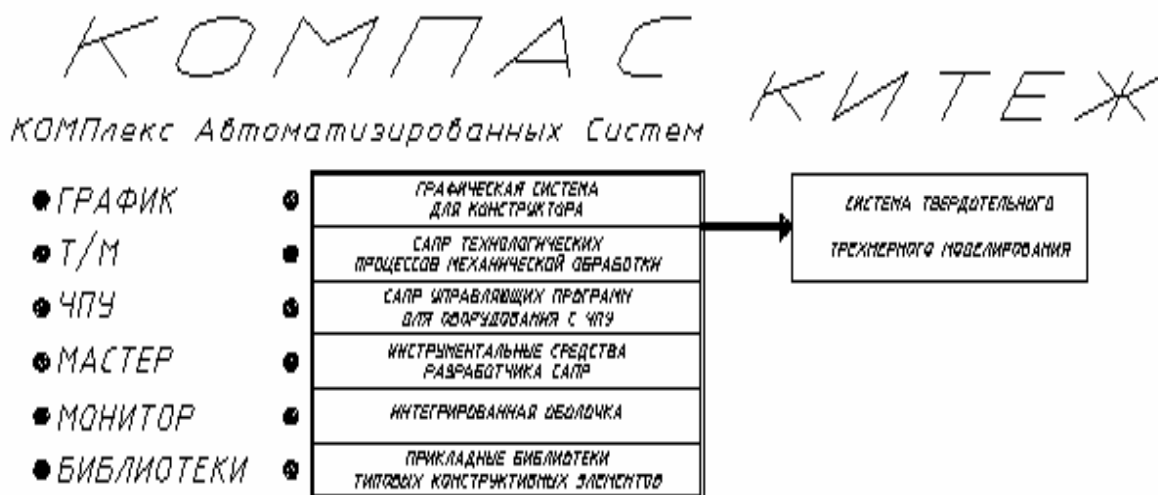 КОМПАС
КИТЕЖ
КОМПлекс Автоматизированных Систем
ГРАФИК
ГРАФИЧЕСКАЯ СИСТЕМА
ДЛЯ КОНСТРУКТОРА
СИСТЕМА ТВЕРДОТЕЛЬНОГО
ТРЕХМЕРНОГО МОДЕЛИРОВАНИЯ
Т/М
САПР ТЕХНОЛОГИЧЕСКИХ
ПРОЦЕССОВ МЕХАНИЧЕСКОЙ ОБРАБОТКИ
ЧПУ
САПР УПРАВЛЯЮЩИХ ПРОГРАММ
ДЛЯ ОБОРУДОВАНИЯ С ЧПУ
МАСТЕР
ИНСТРУМЕНТАЛЬНЫЕ СРЕДСТВА
РАЗРАБОТЧИКА САПР
МОНИТОР
ИНТЕГРИРОВАННАЯ ОБОЛОЧКА
БИБЛИОТЕКИ
ПРИКЛАДНЫЕ БИБЛИОТЕКИ
ТИПОВЫХ КОНСТРУКТИВНЫХ ЭЛЕМЕНТОВ